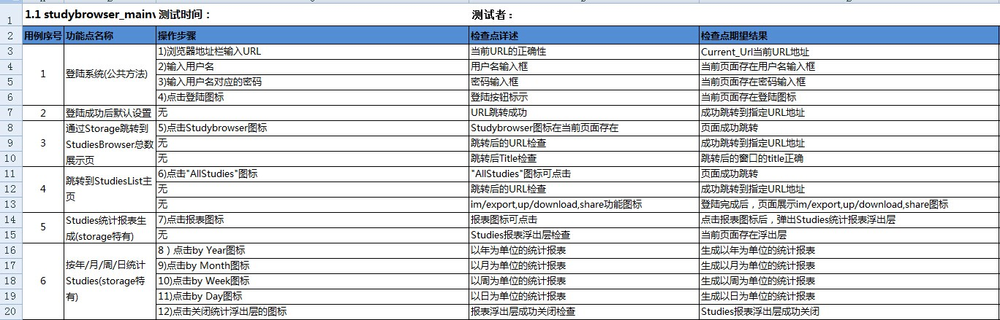 1.1 studybrowser_main 测试时间： 测试者：
用例序号 功能点名称 操作步骤 检查点详述 检查点期望结果
1 登陆系统(公共方法) 1)浏览器地址栏输入URL 当前URL的正确性 Current_Url当前URL地址
2)输入用户名 用户名输入框 当前页面存在用户名输入框
3)输入用户名对应的密码 密码输入框 当前页面存在密码输入框
4)点击登陆图标 登陆按钮标示 当前页面存在登陆图标
2 登陆成功后默认设置 无 URL跳转成功 成功跳转到指定URL地址
3 通过Storage跳转到StudiesBrowser总数展示页 5)点击Studybrowser图标 Studybrowser图标在当前页面存在 页面成功跳转
无 跳转后的URL检查 成功跳转到指定URL地址
无 跳转后Title检查 跳转后的窗口的title正确
4 跳转到StudiesList主页 6)点击"AllStudies"图标 "AllStudies"图标可点击 页面成功跳转
无 跳转后的URL检查 成功跳转到指定URL地址
无 im/export,up/download,share功能图标 登陆完成后，页面展示im/export,up/download,share图标
5 Studies统计报表生成(storage特有) 7)点击报表图标 报表图标可点击 点击报表图标后，弹出Studies统计报表浮出层
无 Studies报表浮出层检查 当前页面存在浮出层
6 按年/月/周/日统计Studies(storage特有) 8）点击by Year图标 以年为单位的统计报表 生成以年为单位的统计报表
9)点击by Month图标 以月为单位的统计报表 生成以月为单位的统计报表
10)点击by Week图标 以周为单位的统计报表 生成以周为单位的统计报表
11)点击by Day图标 以日为单位的统计报表 生成以日为单位的统计报表
12)点击关闭统计浮出层的图标 报表浮出层成功关闭检查 Studies报表浮出层成功关闭